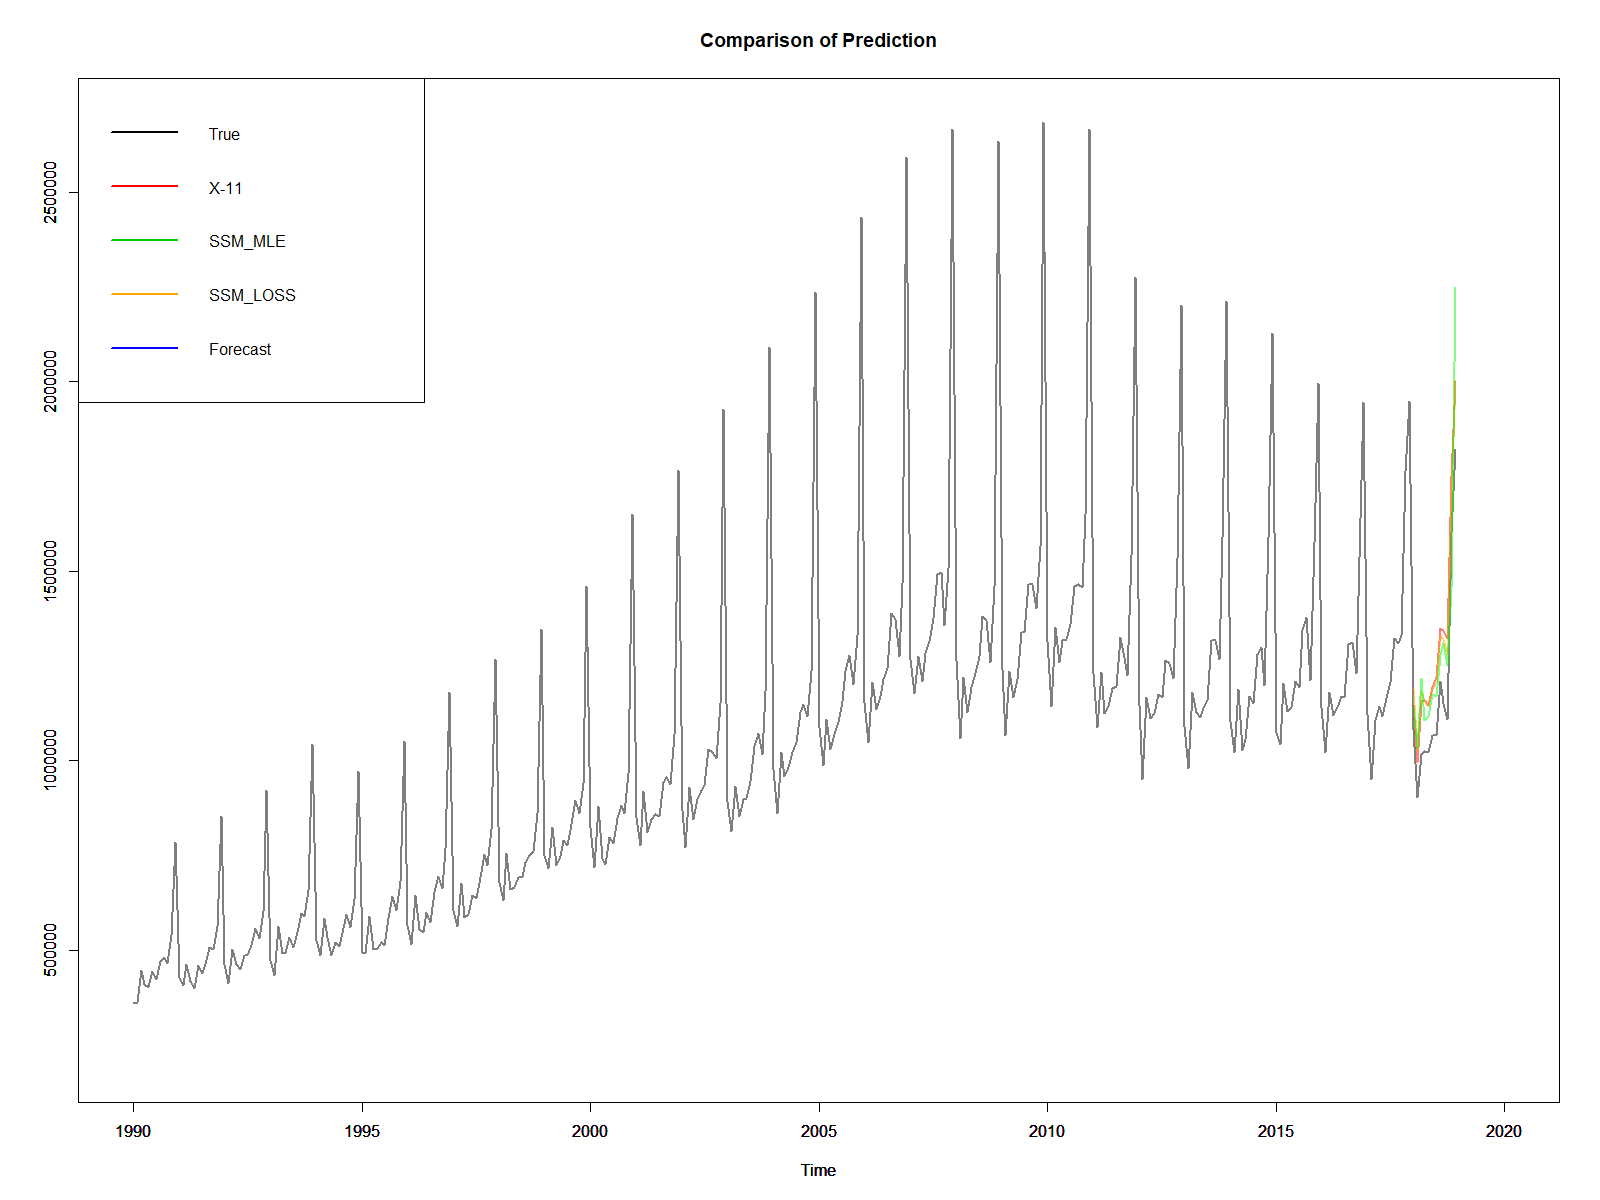 Comparison of Prediction
True
X-11
SSM_MLE
SSM_LOSS
Forecast
2500000
2000000
1500000
1000000
500000
1990 1995 2000 2005 2010 2015 2020
Time